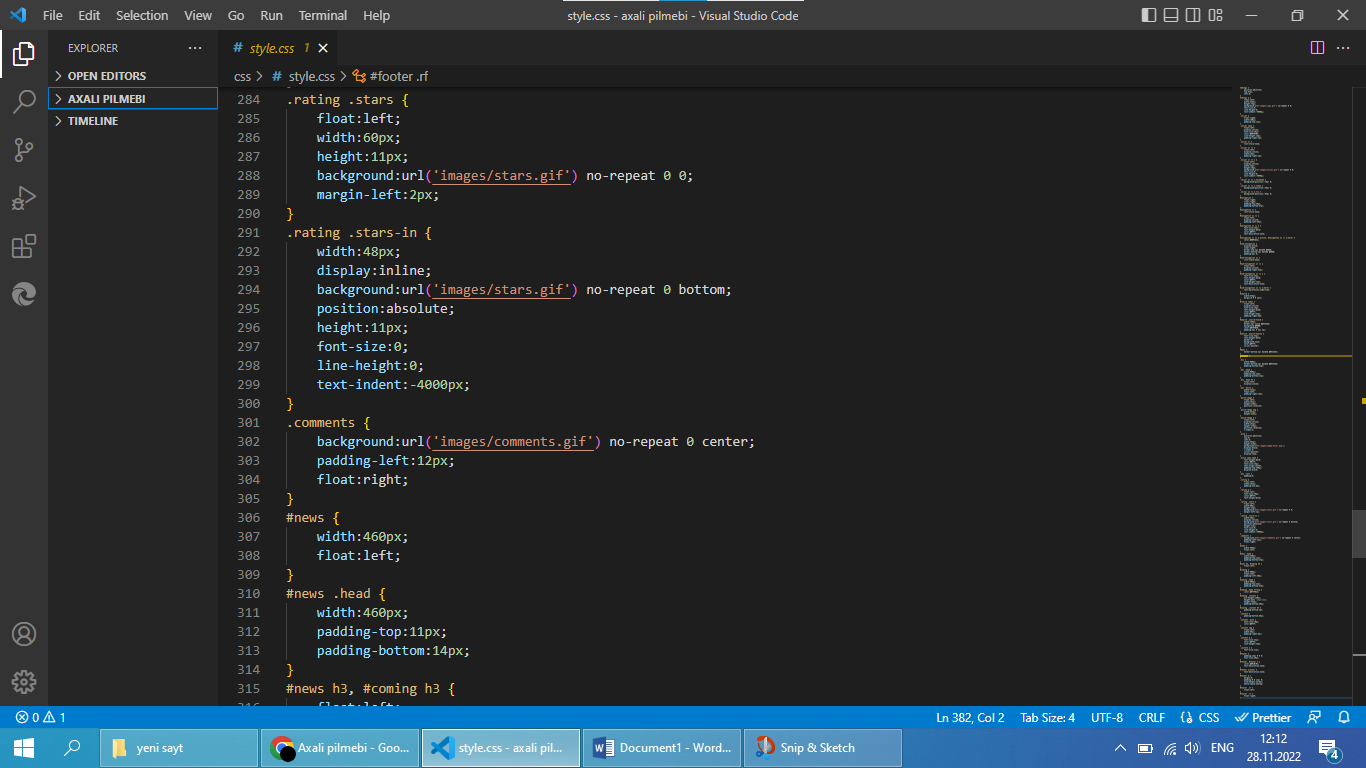 File Edit Selection View Go Run Terminal Help
style.css - axali pilmebi - Visual Studio Code
EXPLORER
OPEN EDITORS
AXALI PILMEBI
TIMELINE
# style.css 1
css > # style.css > #footer .rf
284 .rating .stars {
285 float:left;
286 width:60px;
287 height:11px;
288 background:url('images/stars.gif') no-repeat 0 0;
289 margin-left:2px;
290 }
291 .rating .stars-in {
292 width:48px;
293 display:inline;
294 background:url('images/stars.gif') no-repeat 0 bottom;
295 position:absolute;
296 height:11px;
297 font-size:0;
298 line-height:0;
299 text-indent:-4000px;
300 }
301 .comments {
302 background:url('images/comments.gif') no-repeat 0 center;
303 padding-left:12px;
304 float:right;
305 }
306 #news {
307 width:460px;
308 float:left;
309 }
310 #news .head {
311 width:460px;
312 padding-top:11px;
313 padding-bottom:14px;
314 }
315 #news h3, #coming h3 {
0 1
Ln 382, Col 2 Tab Size: 4 UTF-8 CRLF {} CSS Prettier
yeni sayt
Axali pilmebi - Goo...
style.css - axali pil...
Document1 - Word...
Snip & Sketch
ENG
12:12
28.11.2022
4